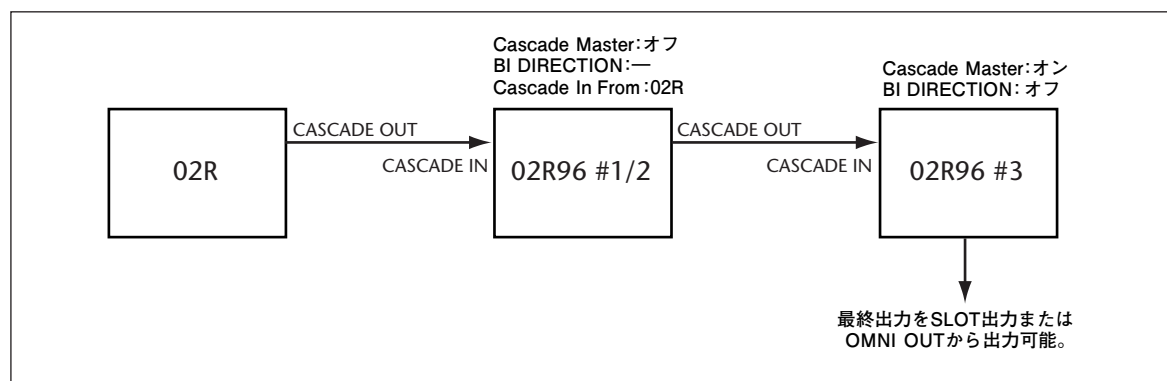 Cascade Master:オフ
BI DIRECTION:—
Cascade In From:02R
Cascade Master:オン
BI DIRECTION: オフ
02R
CASCADE OUT
CASCADE IN
02R96 #1/2
CASCADE OUT
CASCADE IN
02R96 #3
最終出力をSLOT出力または
OMNI OUTから出力可能。